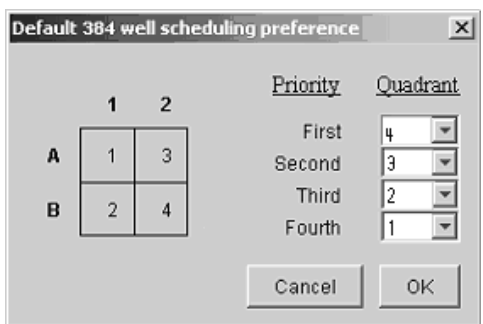 Default 384 well scheduling preference
Priority Quadrant
1 2
First 4
A 1 3
Second 3
Third 2
B 2 4
Fourth 1
Cancel OK